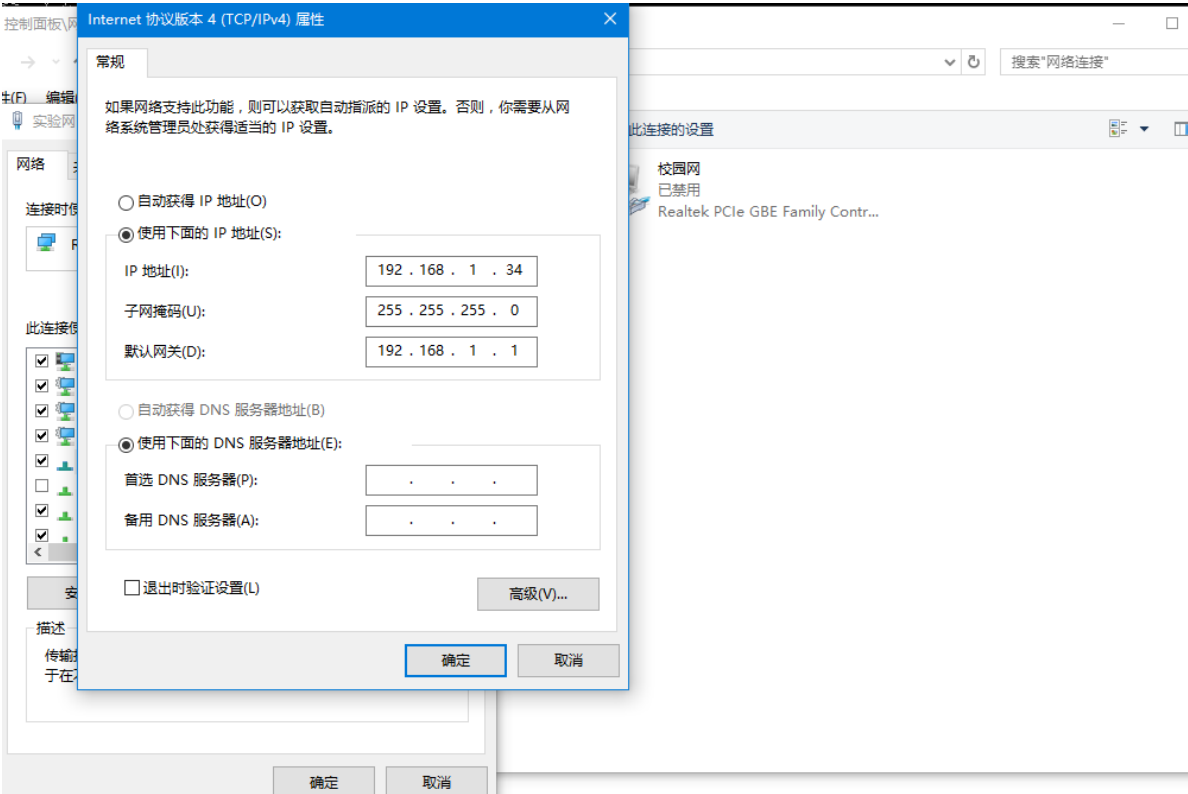 Internet 协议版本 4 (TCP/IPv4) 属性
控制面板\网
常规
搜索"网络连接"
编辑
如果网络支持此功能，则可以获取自动指派的 IP 设置。否则，你需要从网
络系统管理员处获得适当的 IP 设置。
实验网
此连接的设置
网络
校园网
已禁用
Realtek PCIe GBE Family Contr...
自动获得 IP 地址(O)
连接时使
使用下面的 IP 地址(S):
IP 地址(I):
192 . 168 . 1 . 34
子网掩码(U):
255 . 255 . 255 . 0
此连接使
默认网关(D):
192 . 168 . 1 . 1
自动获得 DNS 服务器地址(B)
使用下面的 DNS 服务器地址(E):
首选 DNS 服务器(P):
. . .
备用 DNS 服务器(A):
. . .
退出时验证设置(L)
高级(V)...
安
描述
传输
于在
确定
取消
确定
取消